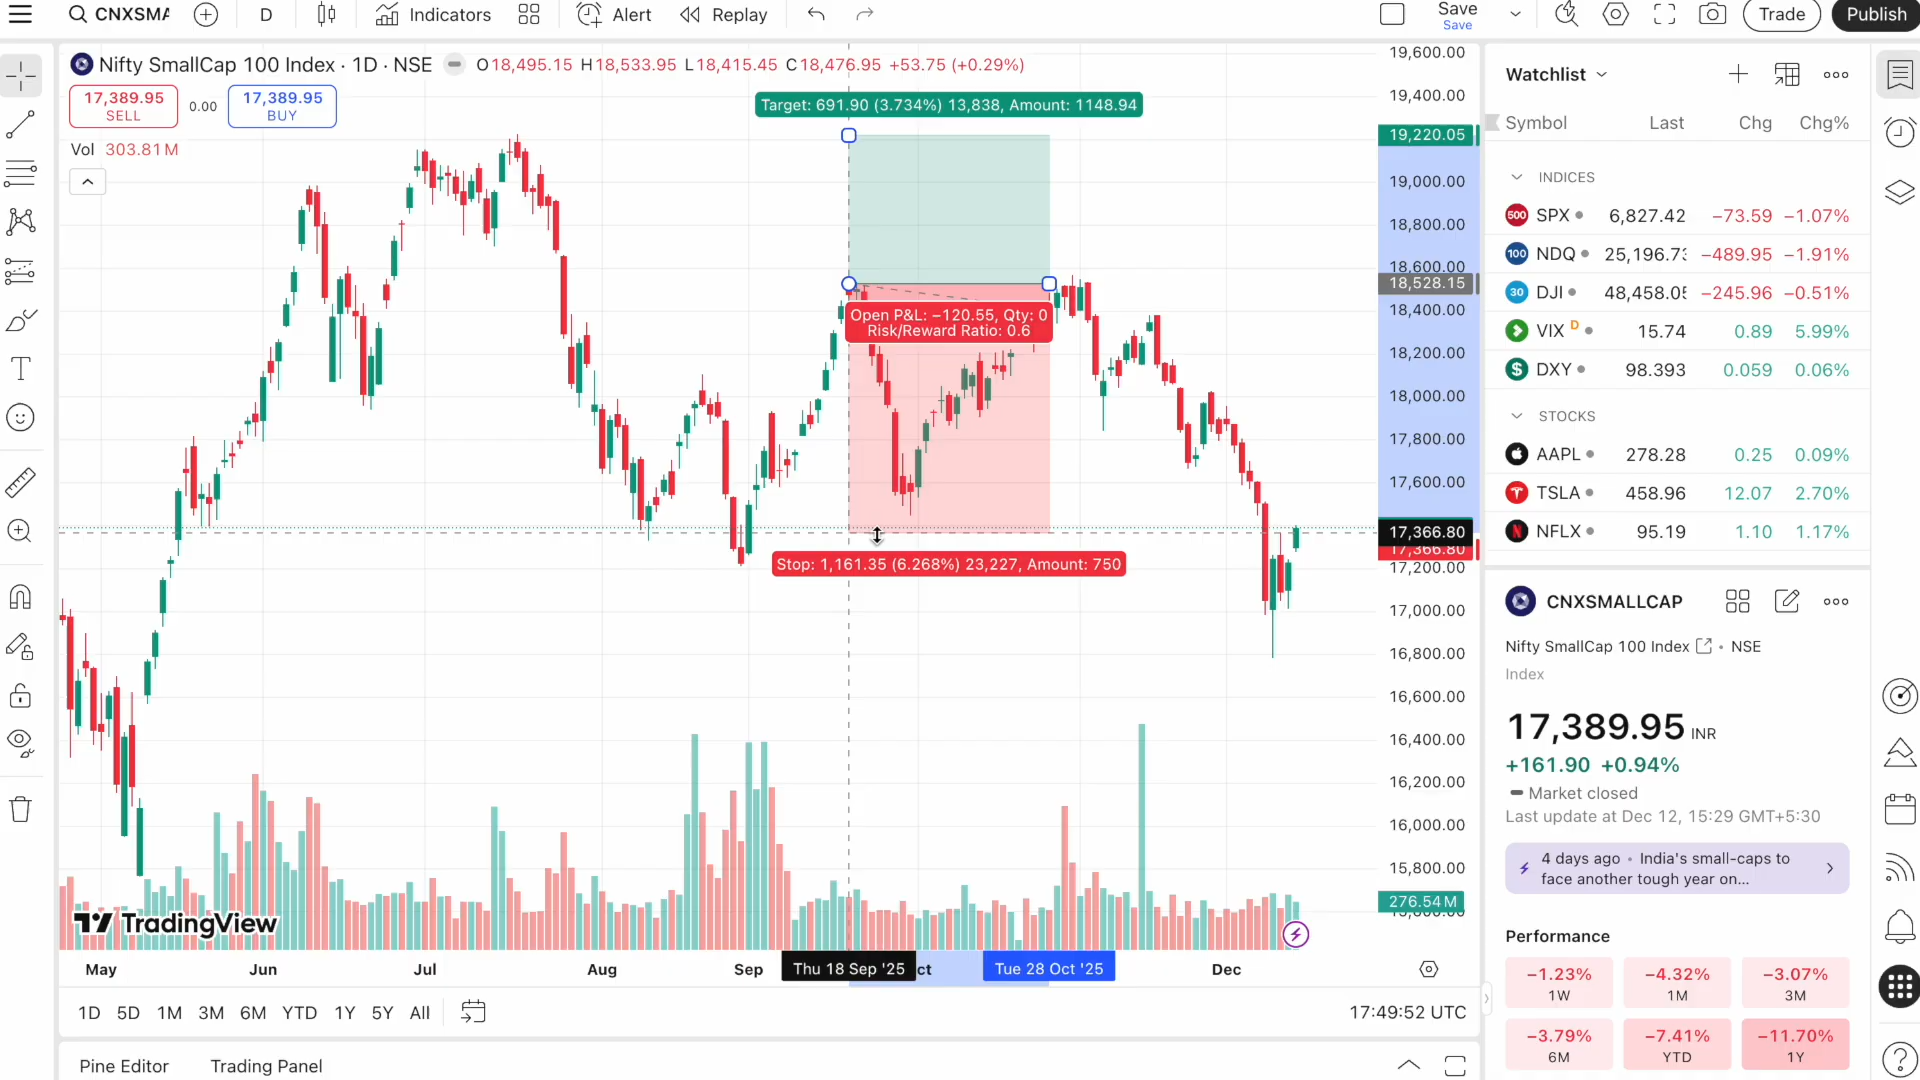 CNXSMA
D
Indicators
Alert
Replay
Save
Save
Trade
Publish
Nifty SmallCap 100 Index · 1D · NSE
O18,495.15 H18,533.95 L18,415.45 C18,476.95 +53.75 (+0.29%)
17,389.95
SELL
0.00
17,389.95
BUY
Vol 303.81M
Target: 691.90 (3.734%) 13,838, Amount: 1148.94
Open P&L: −120.55, Qty: 0
Risk/Reward Ratio: 0.6
Stop: 1,161.35 (6.268%) 23,227, Amount: 750
19,600.00
19,400.00
19,220.05
19,000.00
18,800.00
18,600.00
18,528.15
18,400.00
18,200.00
18,000.00
17,800.00
17,600.00
17,366.80
17,366.80
17,200.00
17,000.00
16,800.00
16,600.00
16,400.00
16,200.00
16,000.00
15,800.00
276.54M
TradingView
May Jun Jul Aug Sep Thu 18 Sep '25 ct Tue 28 Oct '25 Dec
1D 5D 1M 3M 6M YTD 1Y 5Y All
17:49:52 UTC
Pine Editor Trading Panel
Watchlist
Symbol Last Chg Chg%
INDICES
500 SPX 6,827.42 −73.59 −1.07%
100 NDQ 25,196.73 −489.95 −1.91%
30 DJI 48,458.05 −245.96 −0.51%
VIX D 15.74 0.89 5.99%
$ DXY 98.393 0.059 0.06%
STOCKS
AAPL 278.28 0.25 0.09%
TSLA 458.96 12.07 2.70%
N NFLX 95.19 1.10 1.17%
CNXSMALLCAP
Nifty SmallCap 100 Index • NSE
Index
17,389.95 INR
+161.90 +0.94%
Market closed
Last update at Dec 12, 15:29 GMT+5:30
4 days ago • India's small-caps to
face another tough year on...
Performance
−1.23%
1W
−4.32%
1M
−3.07%
3M
−3.79%
6M
−7.41%
YTD
−11.70%
1Y